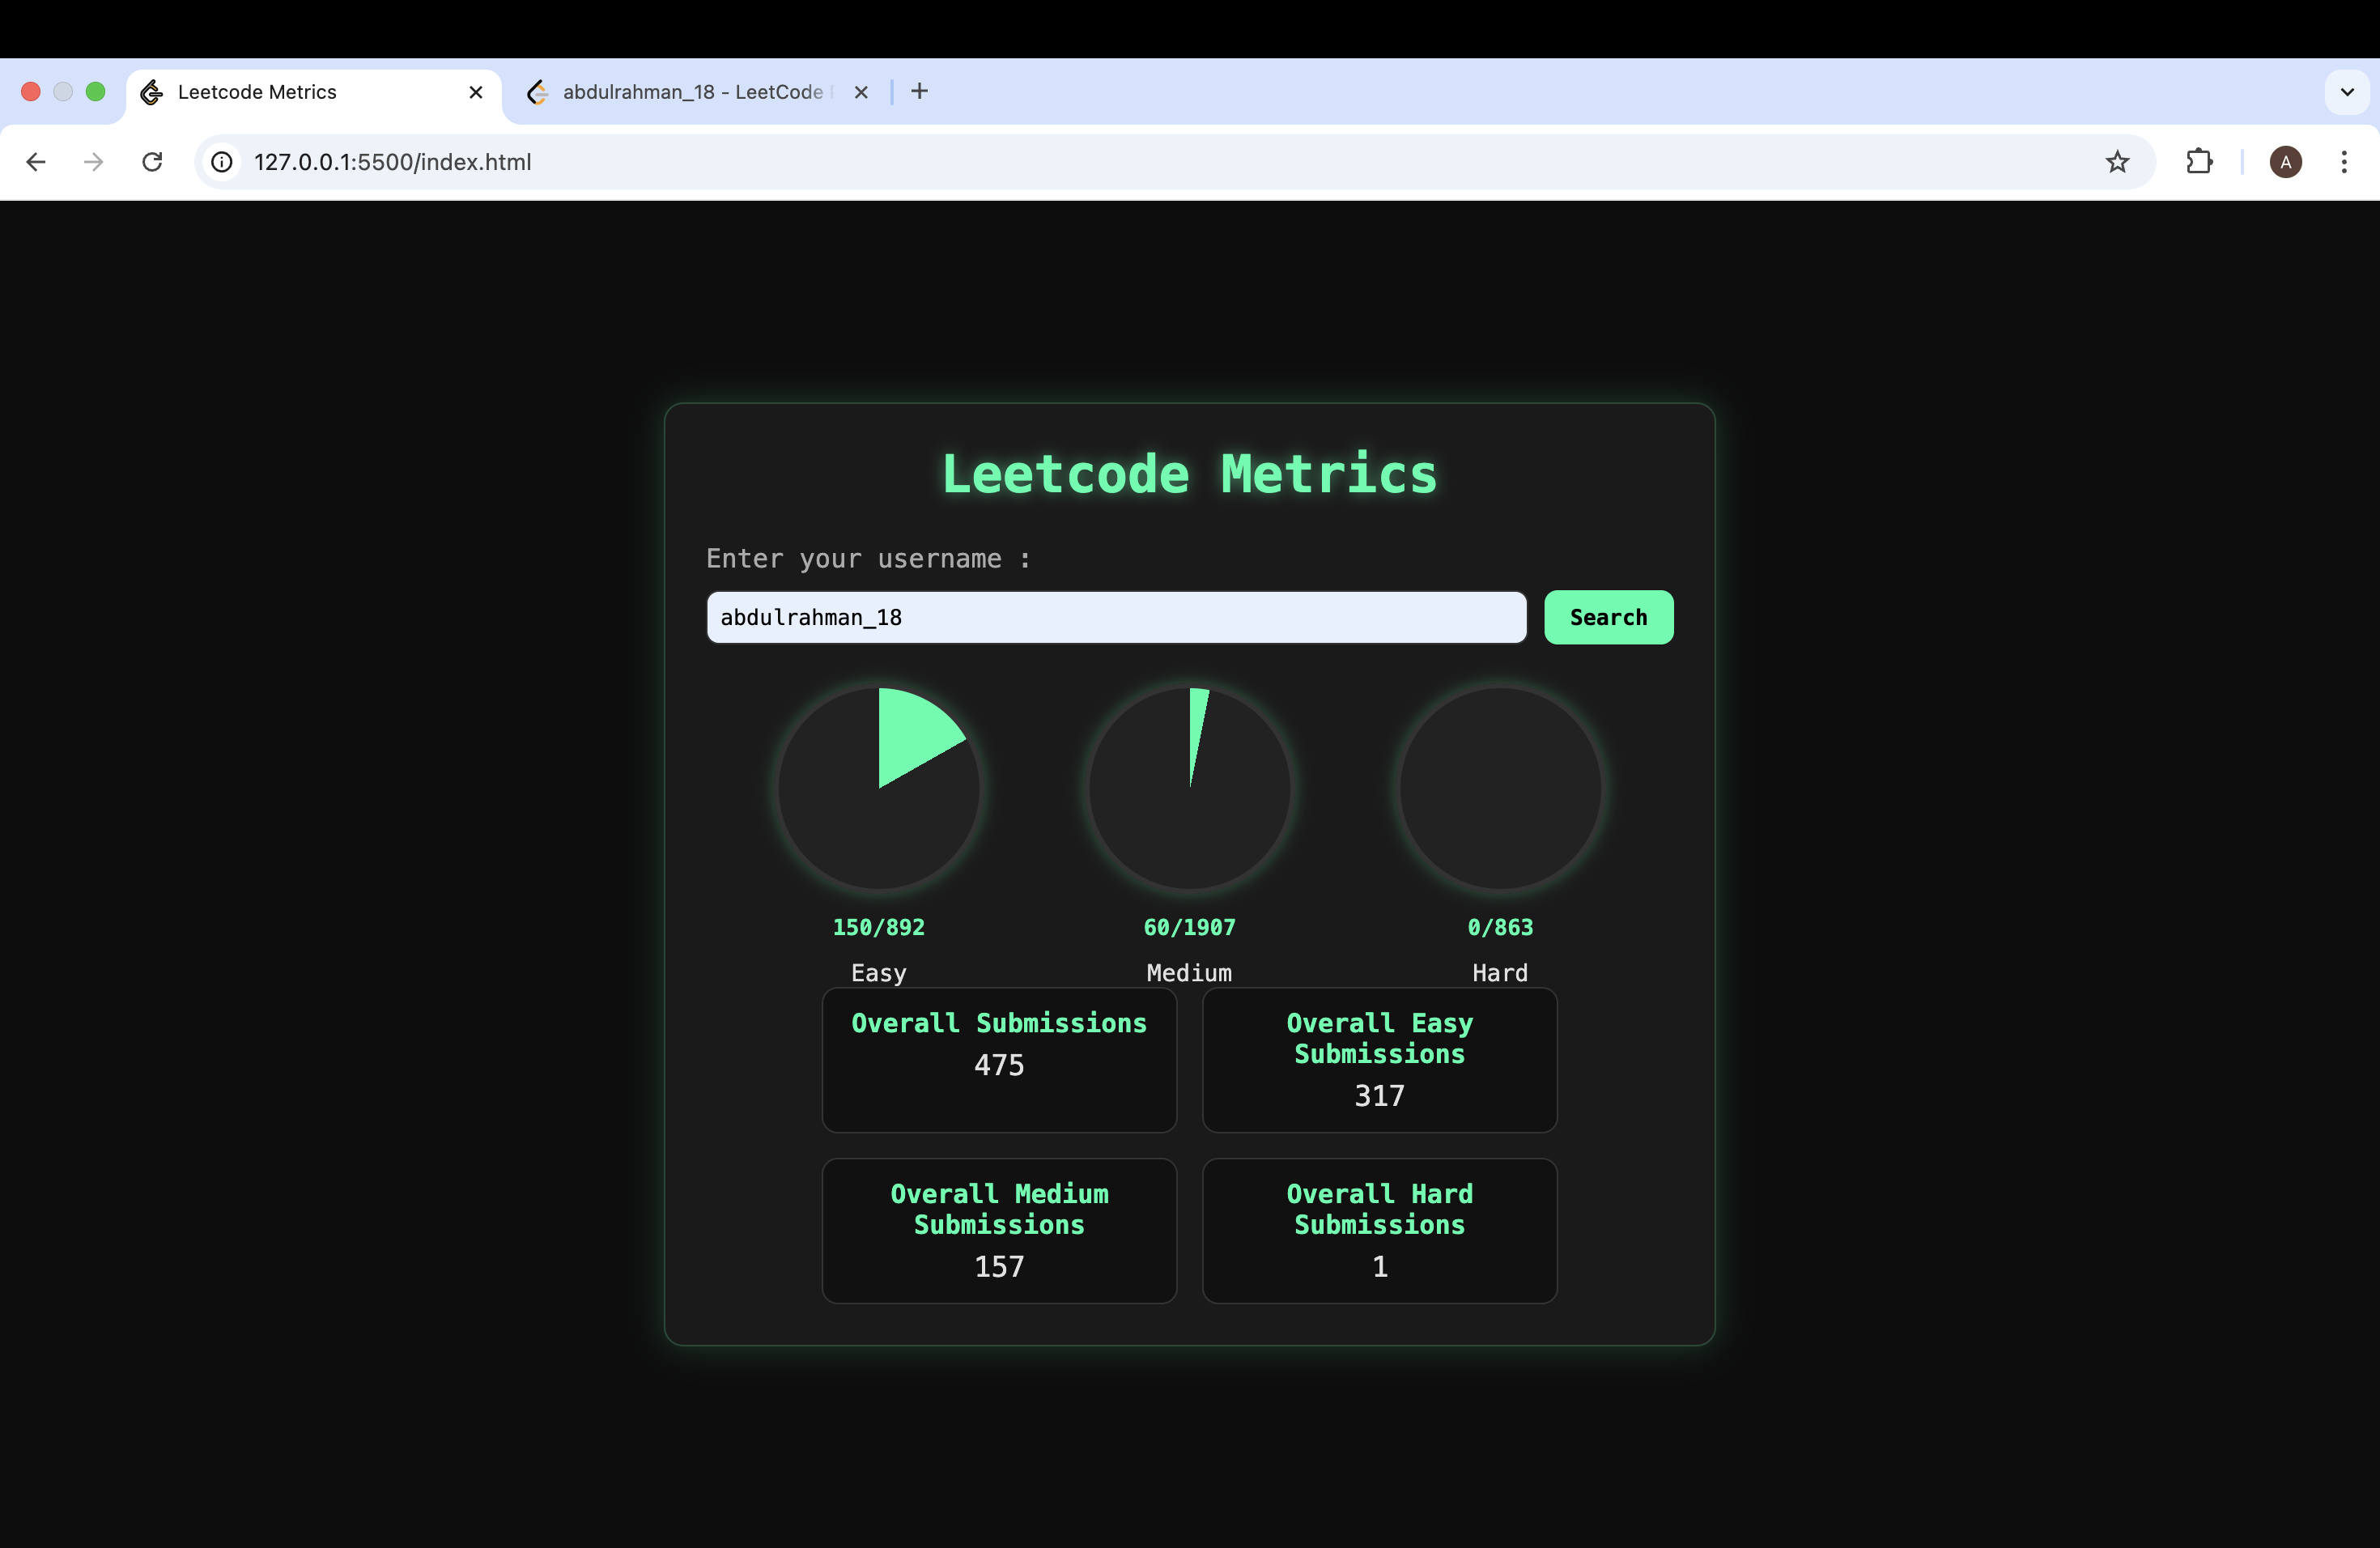 Leetcode Metrics
abdulrahman_18 - LeetCode
127.0.0.1:5500/index.html
A
Leetcode Metrics
Enter your username :
abdulrahman_18
Search
150/892
60/1907
0/863
Easy
Medium
Hard
Overall Submissions
475
Overall Easy
Submissions
317
Overall Medium
Submissions
157
Overall Hard
Submissions
1